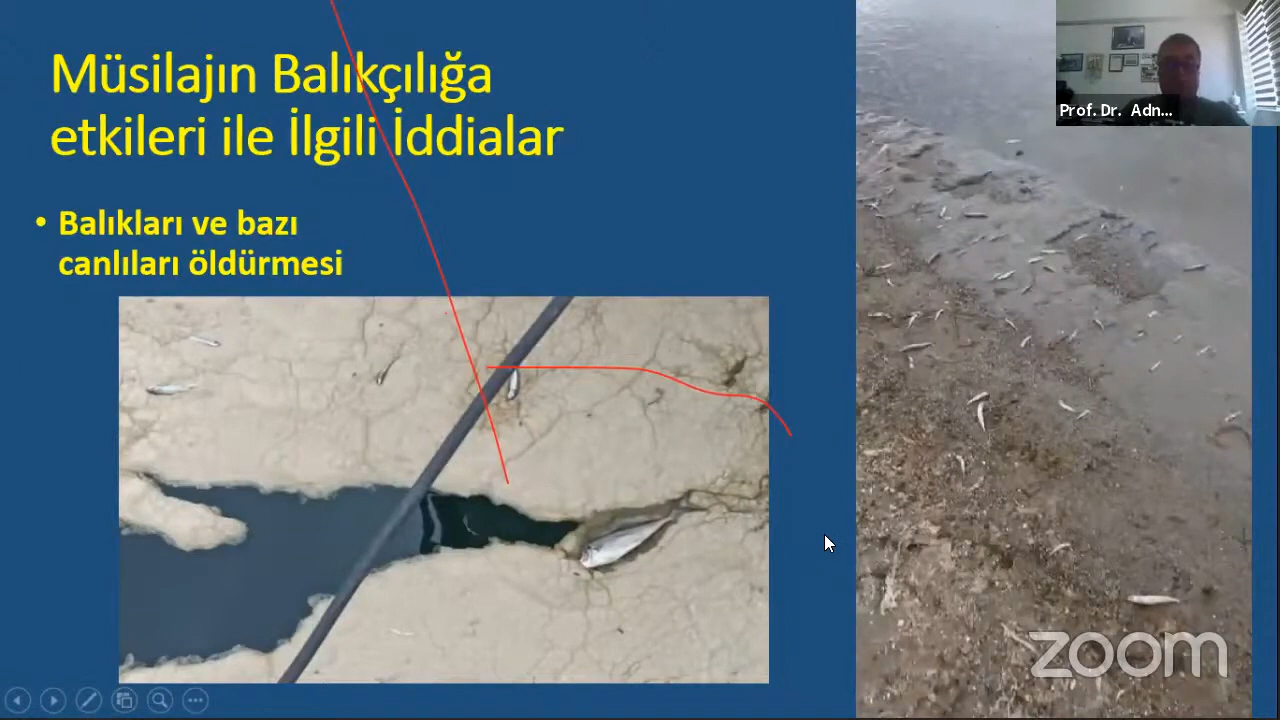 Müsilajın Balıkçılığa
etkileri ile İlgili İddialar
• Balıkları ve bazı
canlıları öldürmesi
Prof. Dr. Adn...
zoom